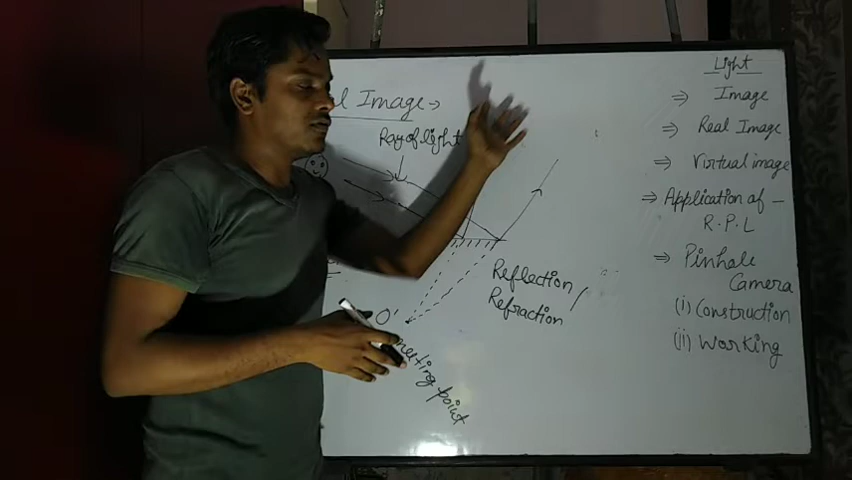 l Image →
Ray of light
Reflection /
Refraction
O'
meeting point
Light
⇒ Image
⇒ Real Image
⇒ Virtual image
⇒ Application of -
R.P.L
⇒ Pinhale
Camera
(i) Construction
(ii) Working